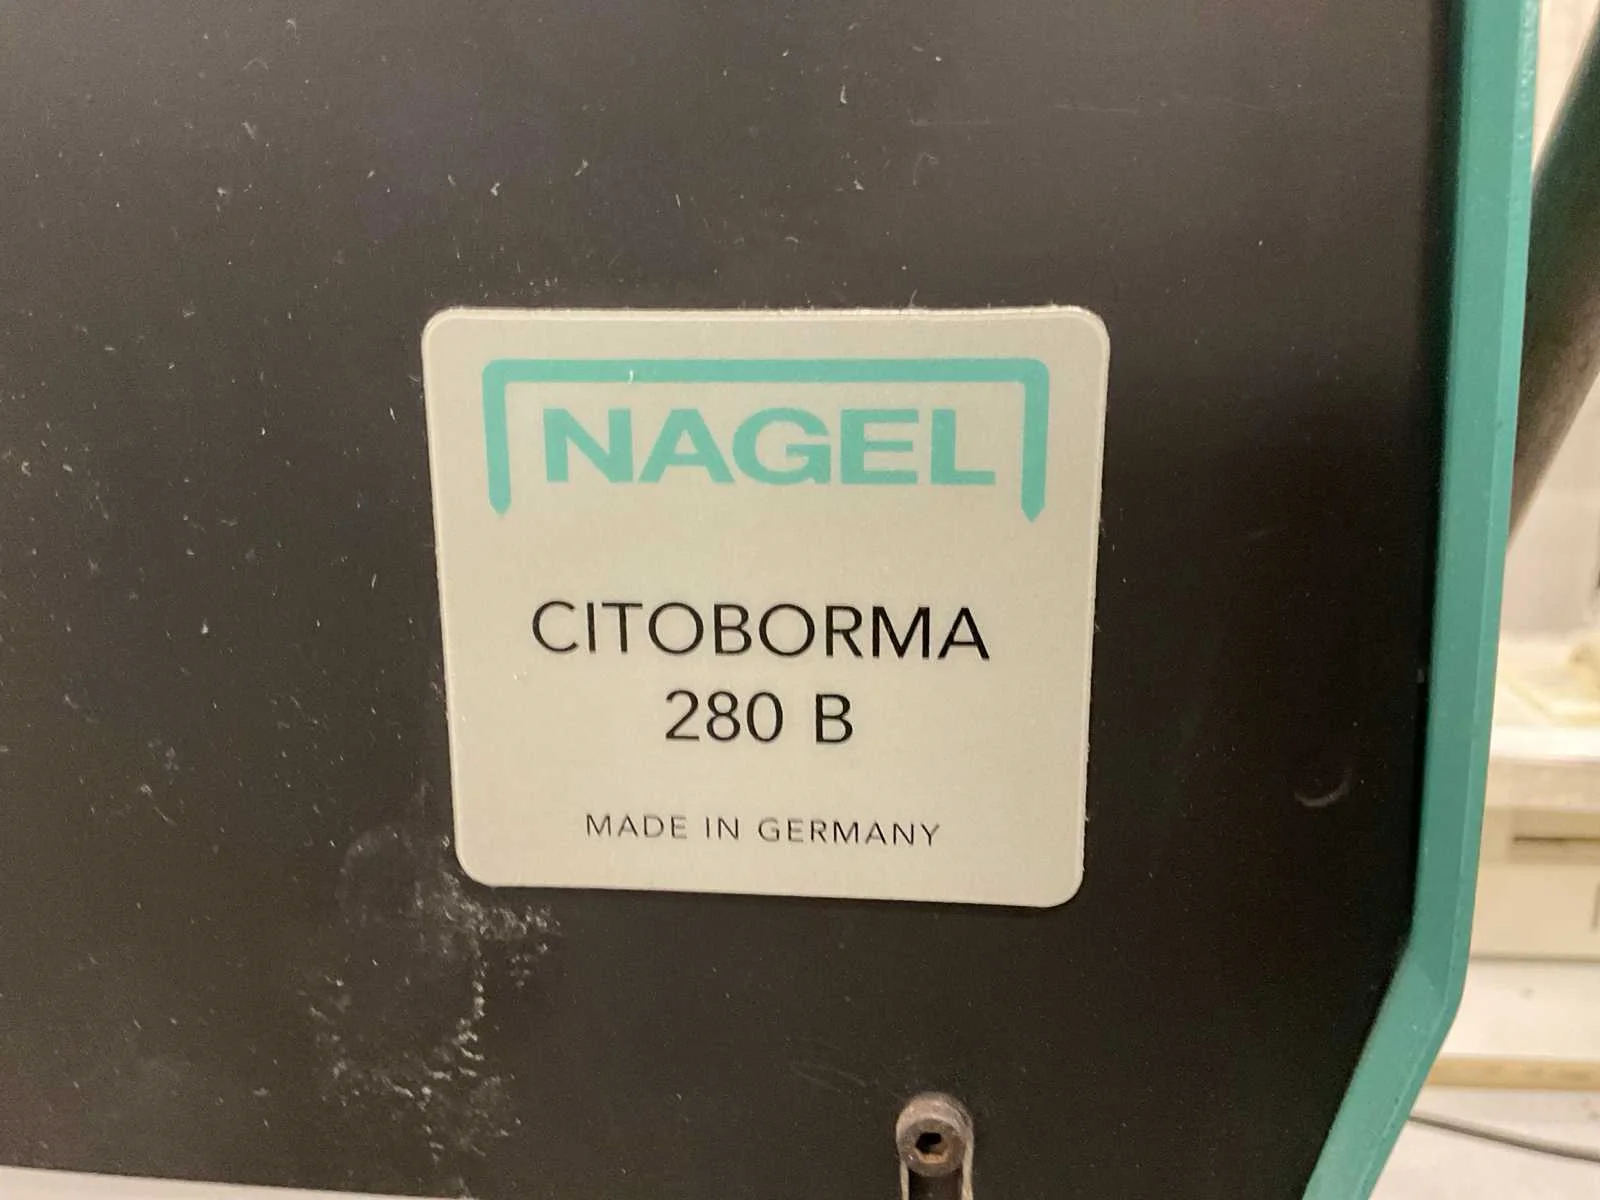 NAGEL
CITOBORMA
280 B
MADE IN GERMANY